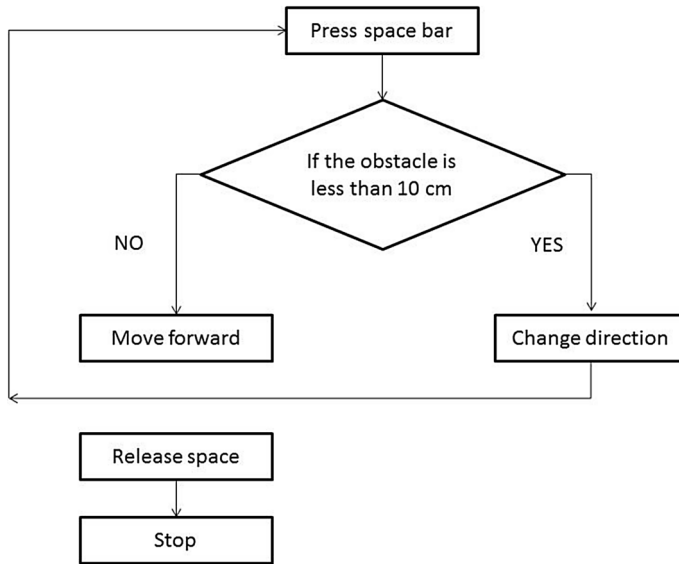 Press space bar
If the obstacle is
less than 10 cm
NO
YES
Move forward
Change direction
Release space
Stop